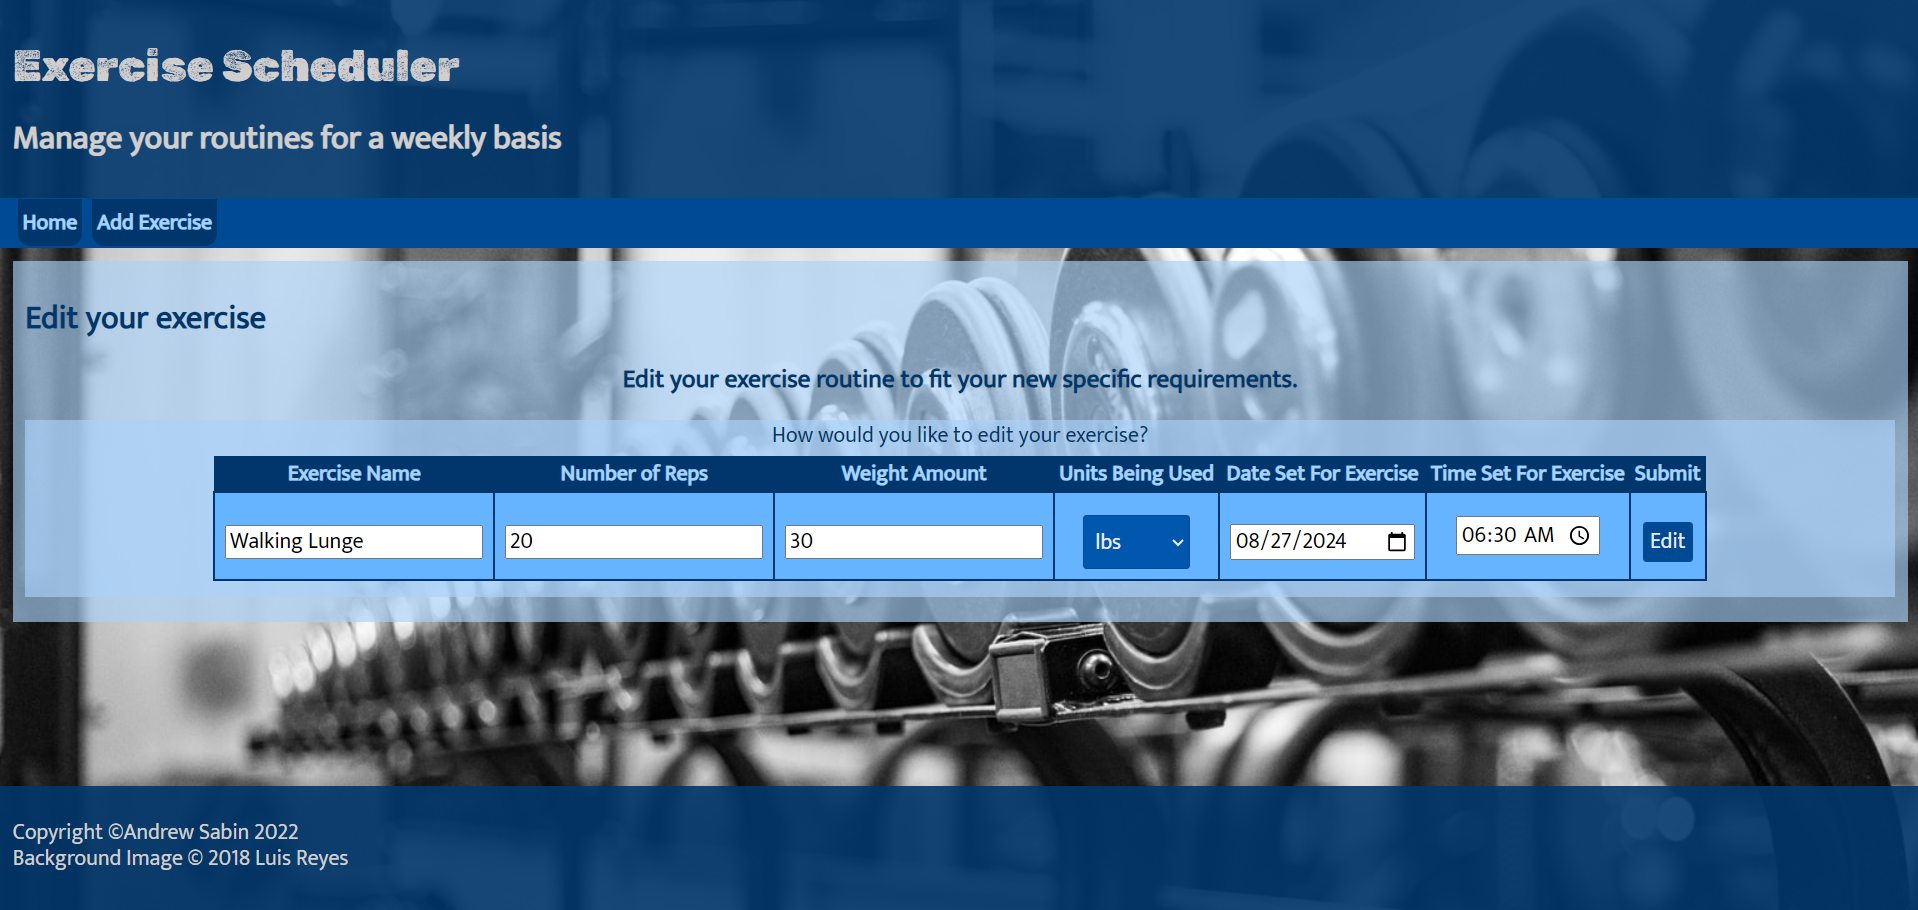 Exercise Scheduler
Manage your routines for a weekly basis
Home Add Exercise
Edit your exercise
Edit your exercise routine to fit your new specific requirements.
How would you like to edit your exercise?
Exercise Name Number of Reps Weight Amount Units Being Used Date Set For Exercise Time Set For Exercise Submit
Walking Lunge 20 30 lbs 08/27/2024 06:30 AM Edit
Copyright ©Andrew Sabin 2022
Background Image © 2018 Luis Reyes